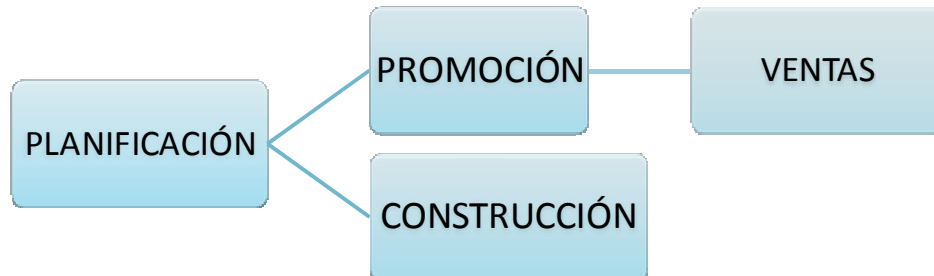 PLANIFICACIÓN
PROMOCIÓN
VENTAS
CONSTRUCCIÓN